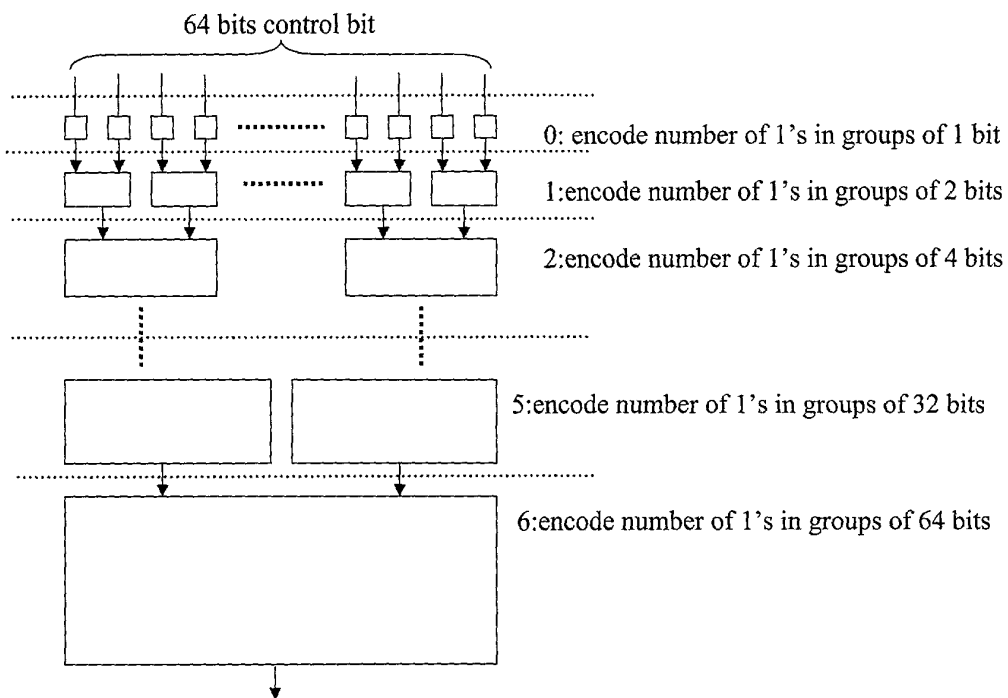 64 bits control bit
0: encode number of 1's in groups of 1 bit
1:encode number of 1's in groups of 2 bits
2:encode number of 1's in groups of 4 bits
5:encode number of 1's in groups of 32 bits
6:encode number of 1's in groups of 64 bits